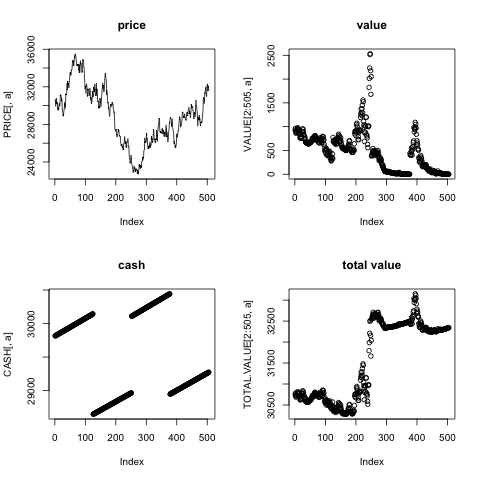 price
PRICE[, a]
24000 28000 32000 36000
0 100 200 300 400 500
Index
value
VALUE[2:505, a]
0 500 1500 2500
0 100 200 300 400 500
Index
cash
CASH[, a]
29000 30000
0 100 200 300 400 500
Index
total value
TOTAL.VALUE[2:505, a]
30500 31500 32500
0 100 200 300 400 500
Index